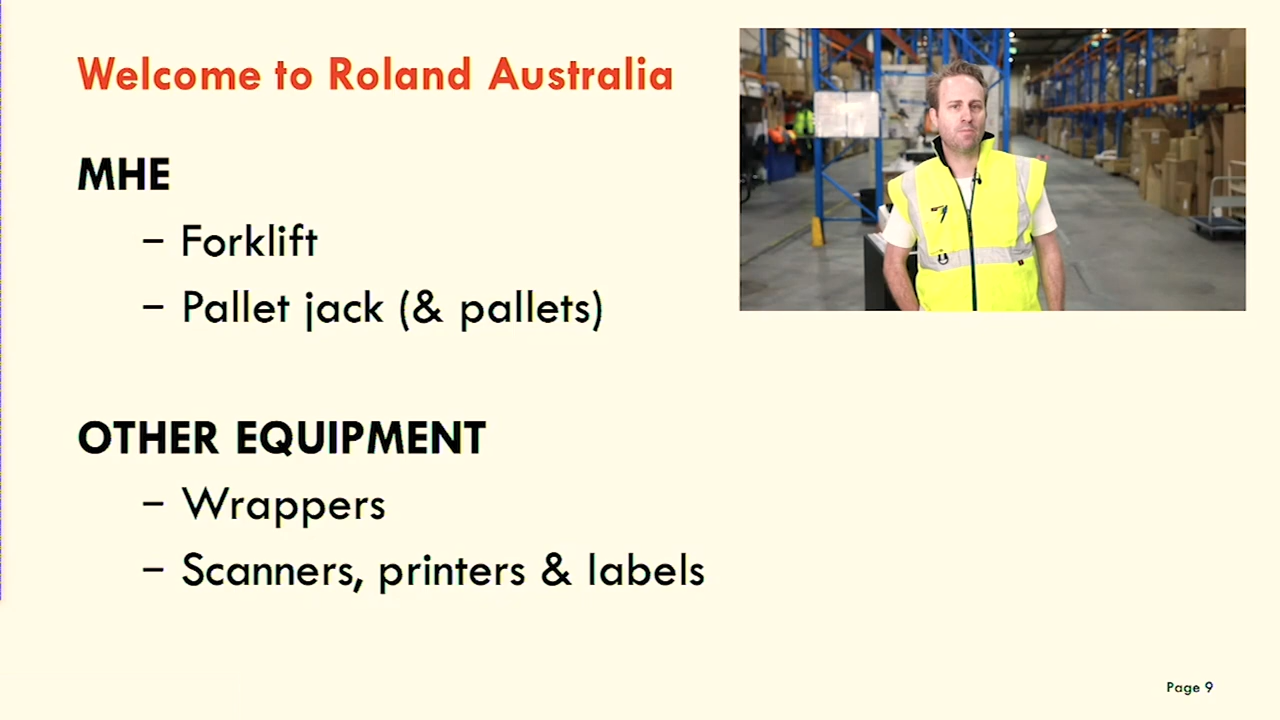 Welcome to Roland Australia
MHE
– Forklift
– Pallet jack (& pallets)
OTHER EQUIPMENT
– Wrappers
– Scanners, printers & labels
Page 9